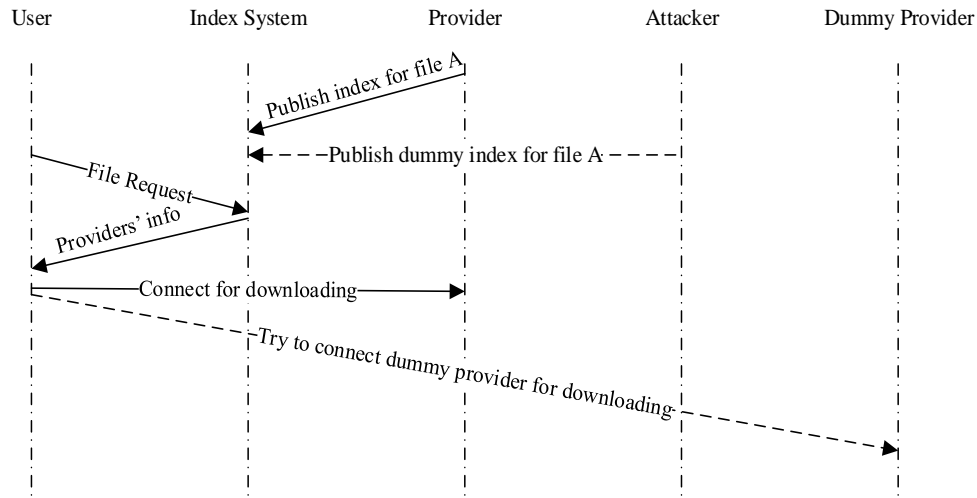 User Index System Provider Attacker Dummy Provider
Publish index for file A
Publish dummy index for file A
File Request
Providers' info
Connect for downloading
Try to connect dummy provider for downloading